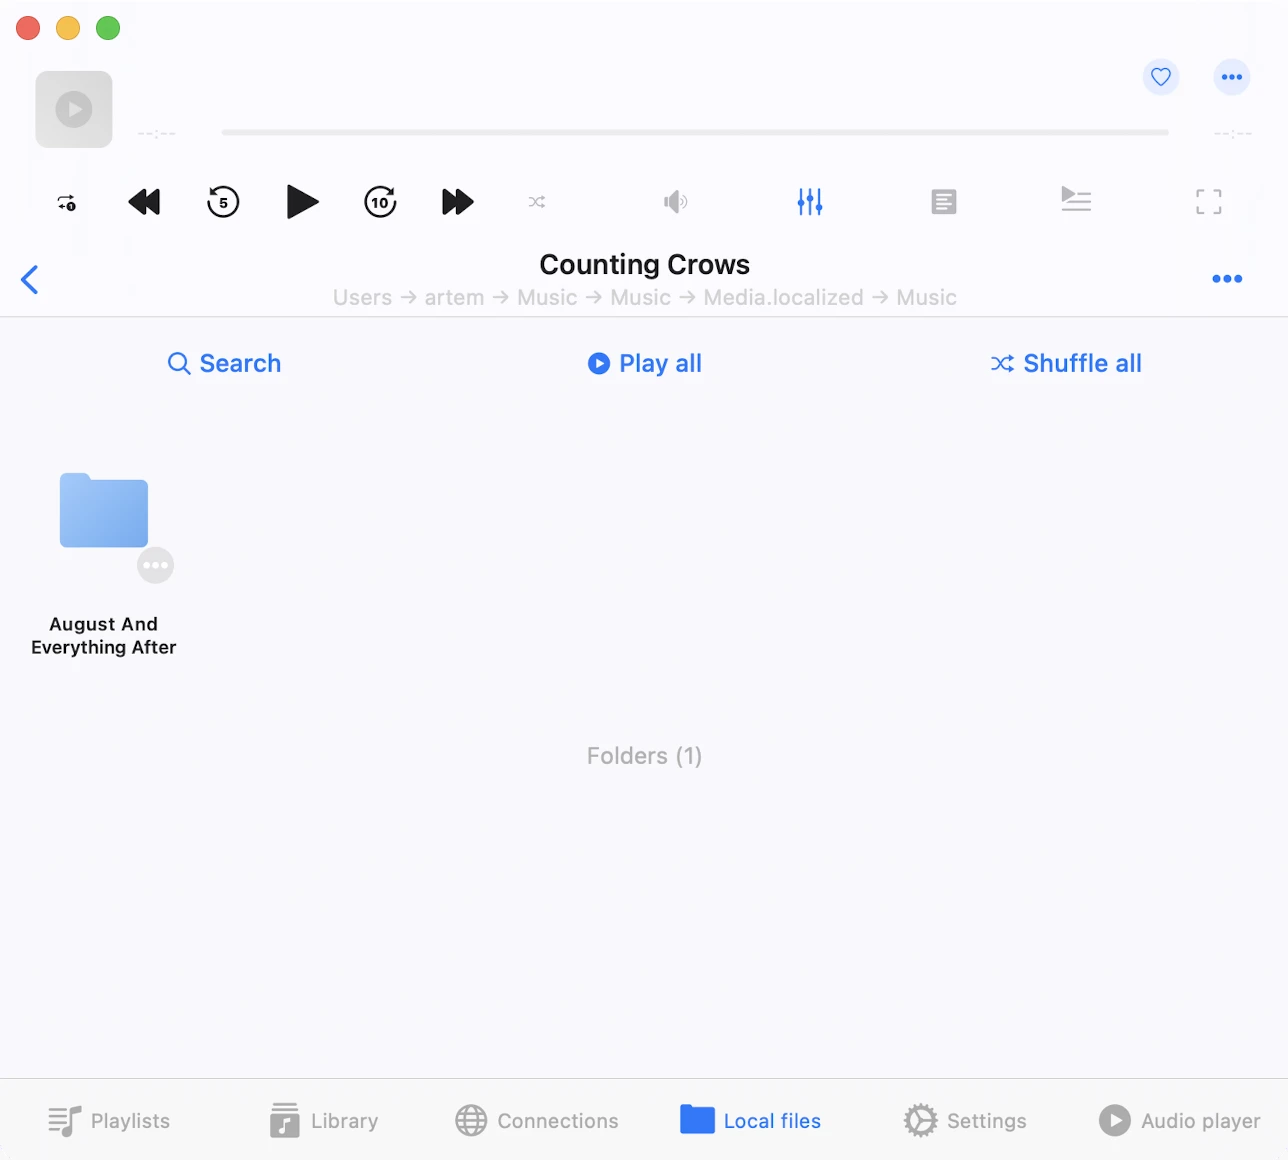 --:--
--:--
5
10
Counting Crows
Users → artem → Music → Music → Media.localized → Music
Search
Play all
Shuffle all
August And
Everything After
Folders (1)
Playlists
Library
Connections
Local files
Settings
Audio player